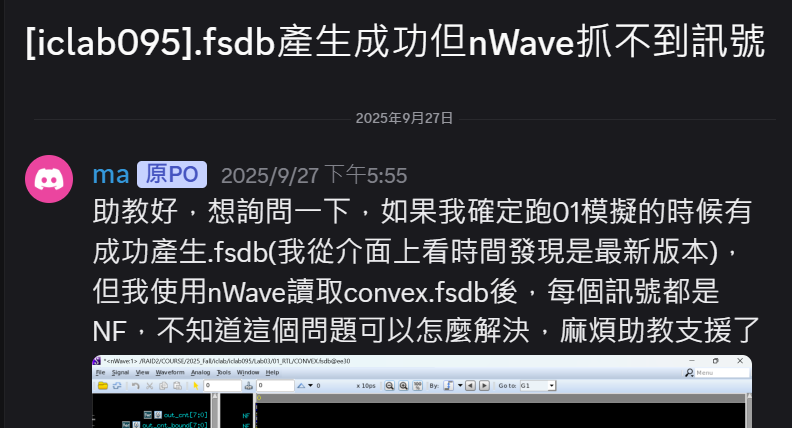 [iclab095].fsdb產生成功但nWave抓不到訊號
2025年9月27日
ma 原PO 2025/9/27 下午5:55
助教好，想詢問一下，如果我確定跑01模擬的時候有
成功產生.fsdb(我從介面上看時間發現是最新版本)，
但我使用nWave讀取convex.fsdb後，每個訊號都是
NF，不知道這個問題可以怎麼解決，麻煩助教支援了
*<nWave:1> /RAID2/COURSE/2025_Fall/iclab/iclab095/Lab03/01_RTL/CONVEX.fsdb@ee30
File Signal View Waveform Analog Tools Window Help
Menu
0 0 0 x 10ps 100 By: Go to: G1
out_cnt[7:0] NF
out_cnt_bound[7:0] NF
0